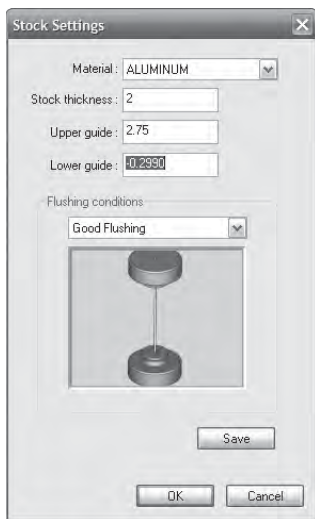 Stock Settings
Material : ALUMINUM
Stock thickness : 2
Upper guide : 2.75
Lower guide : -0.2990
Flushing conditions
Good Flushing
Save
OK Cancel